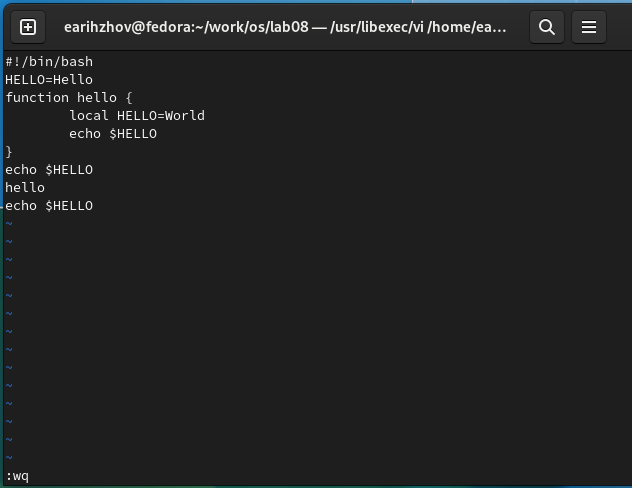 earihzhov@fedora:~/work/os/lab08 — /usr/libexec/vi /home/ea...
#!/bin/bash
HELLO=Hello
function hello {
        local HELLO=World
        echo $HELLO
}
echo $HELLO
hello
echo $HELLO
~
~
~
~
~
~
~
~
~
~
~
~
~
~
:wq